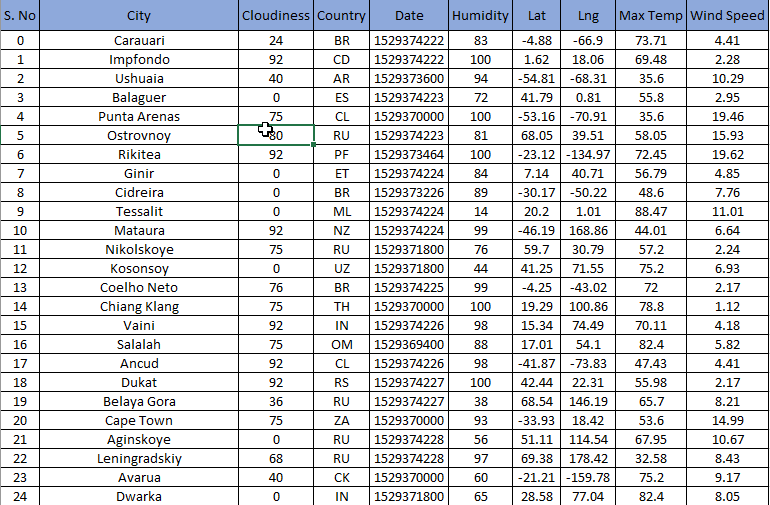 S. No City Cloudiness Country Date Humidity Lat Lng Max Temp Wind Speed
0 Carauari 24 BR 1529374222 83 -4.88 -66.9 73.71 4.41
1 Impfondo 92 CD 1529374222 100 1.62 18.06 69.48 2.28
2 Ushuaia 40 AR 1529373600 94 -54.81 -68.31 35.6 10.29
3 Balaguer 0 ES 1529374223 72 41.79 0.81 55.8 2.95
4 Punta Arenas 75 CL 1529370000 100 -53.16 -70.91 35.6 19.46
5 Ostrovnoy 80 RU 1529374223 81 68.05 39.51 58.05 15.93
6 Rikitea 92 PF 1529373464 100 -23.12 -134.97 72.45 19.62
7 Ginir 0 ET 1529374224 84 7.14 40.71 56.79 4.85
8 Cidreira 0 BR 1529373226 89 -30.17 -50.22 48.6 7.76
9 Tessalit 0 ML 1529374224 14 20.2 1.01 88.47 11.01
10 Mataura 92 NZ 1529374224 99 -46.19 168.86 44.01 6.64
11 Nikolskoye 75 RU 1529371800 76 59.7 30.79 57.2 2.24
12 Kosonsoy 0 UZ 1529371800 44 41.25 71.55 75.2 6.93
13 Coelho Neto 76 BR 1529374225 99 -4.25 -43.02 72 2.17
14 Chiang Klang 75 TH 1529370000 100 19.29 100.86 78.8 1.12
15 Vaini 92 IN 1529374226 98 15.34 74.49 70.11 4.18
16 Salalah 75 OM 1529369400 88 17.01 54.1 82.4 5.82
17 Ancud 92 CL 1529374226 98 -41.87 -73.83 47.43 4.41
18 Dukat 92 RS 1529374227 100 42.44 22.31 55.98 2.17
19 Belaya Gora 36 RU 1529374227 38 68.54 146.19 65.7 8.21
20 Cape Town 75 ZA 1529370000 93 -33.93 18.42 53.6 14.99
21 Aginskoye 0 RU 1529374228 56 51.11 114.54 67.95 10.67
22 Leningradskiy 68 RU 1529374228 97 69.38 178.42 32.58 8.43
23 Avarua 40 CK 1529370000 60 -21.21 -159.78 75.2 9.17
24 Dwarka 0 IN 1529371800 65 28.58 77.04 82.4 8.05